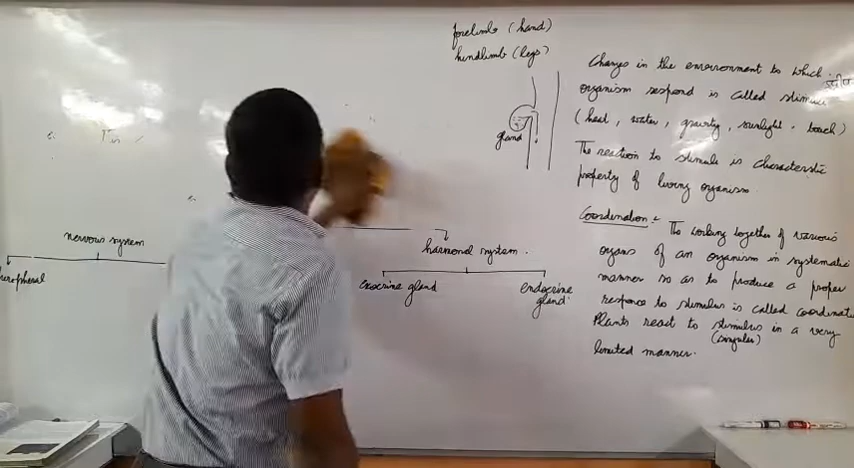 forelimb (hand)
hindlimb (legs)
gland
nervous system
hormonal system.
exocrine gland
endocrine
gland
Changes in the environment to which
organism respond is called stimuli
(heat, water, gravity, sunlight, touch)
The reaction to stimuli is characteristic
property of living organism
Coordination:- The working together of various
organs of an organism in systematic
manner so as to produce a proper
responce to stimulus is called coordinat
Plants react to stimulus in a very
(singular)
limited manner.